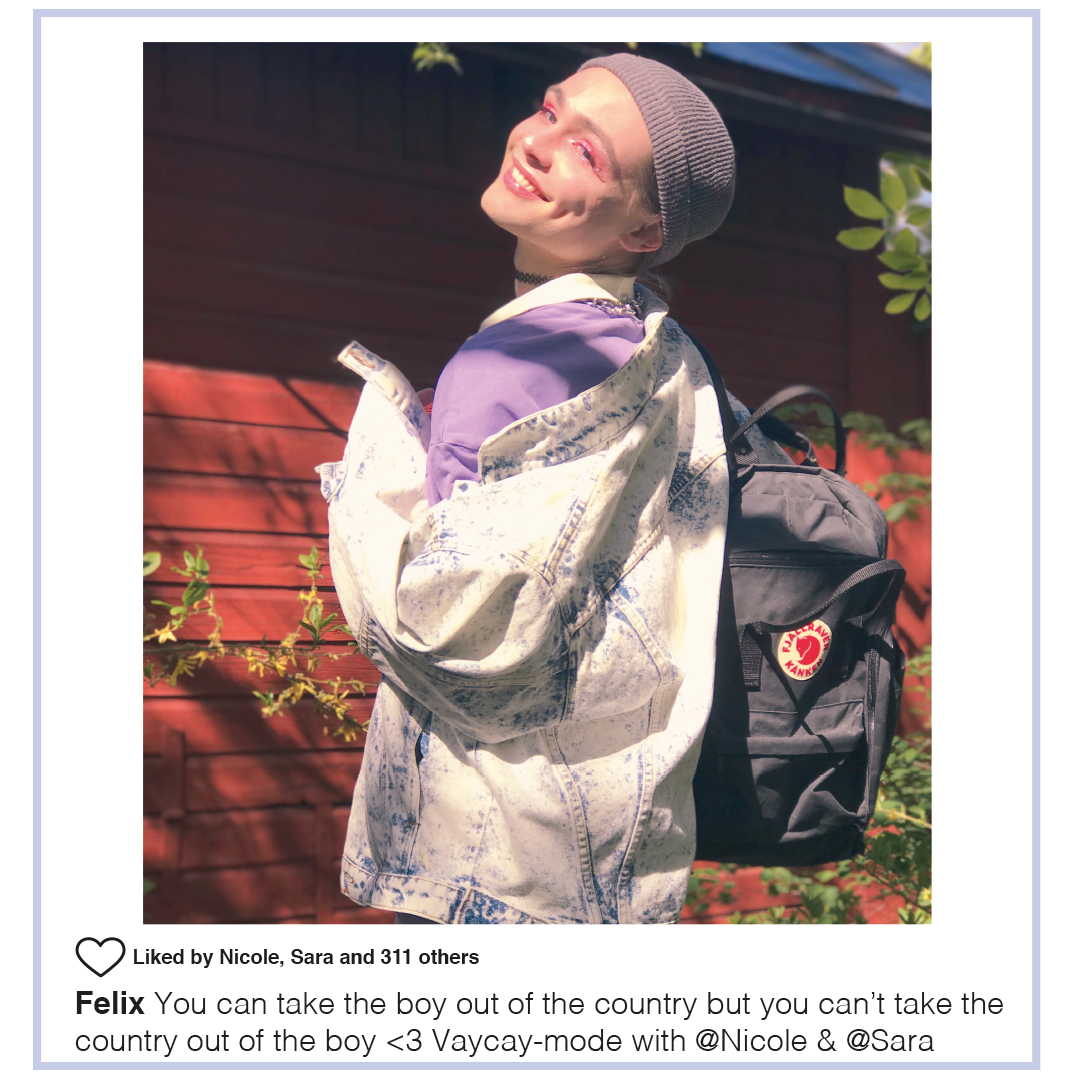 FJÄLLRÄVEN
KÅNKEN
Liked by Nicole, Sara and 311 others
Felix You can take the boy out of the country but you can’t take the
country out of the boy <3 Vaycay-mode with @Nicole & @Sara